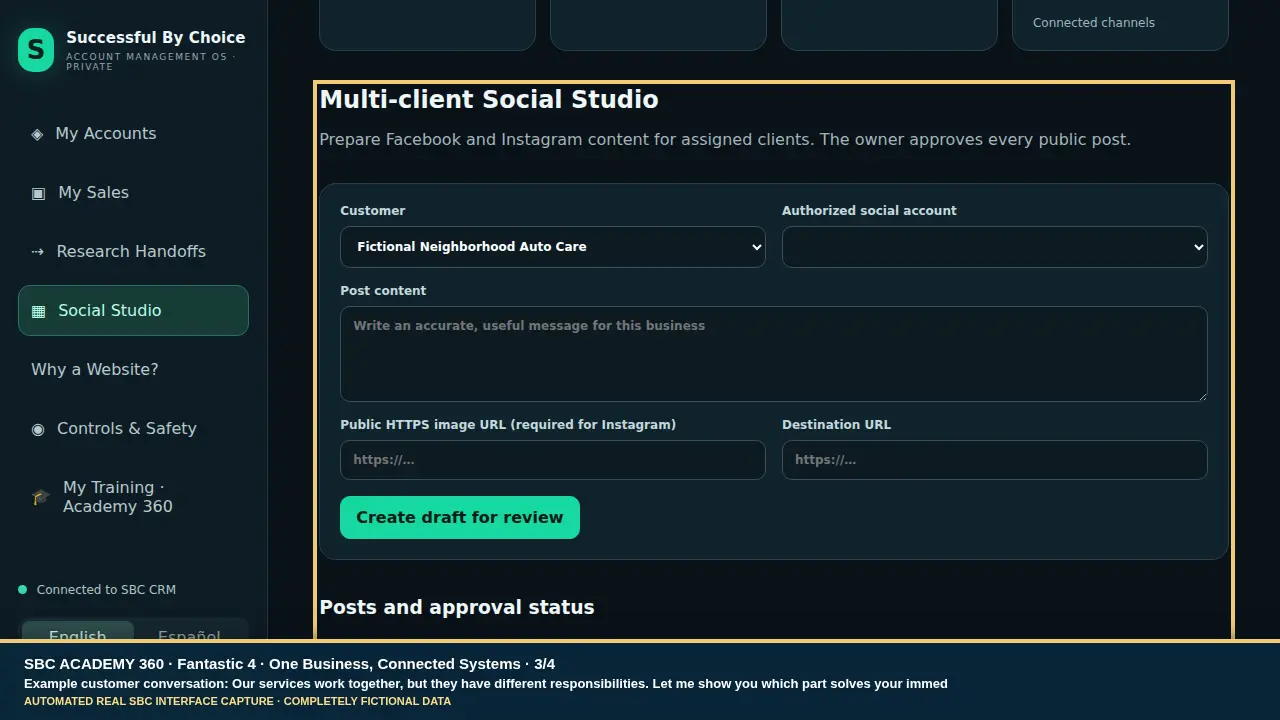 S
Successful By Choice
ACCOUNT MANAGEMENT OS ·
PRIVATE
◈ My Accounts
▣ My Sales
⇢ Research Handoffs
▦ Social Studio
Why a Website?
◉ Controls & Safety
🎓 My Training ·
Academy 360
Connected to SBC CRM
English Español
Connected channels
Multi-client Social Studio
Prepare Facebook and Instagram content for assigned clients. The owner approves every public post.
Customer
Authorized social account
Fictional Neighborhood Auto Care
Post content
Write an accurate, useful message for this business
Public HTTPS image URL (required for Instagram)
Destination URL
https://...
https://...
Create draft for review
Posts and approval status
SBC ACADEMY 360 · Fantastic 4 · One Business, Connected Systems · 3/4
Example customer conversation: Our services work together, but they have different responsibilities. Let me show you which part solves your immed
AUTOMATED REAL SBC INTERFACE CAPTURE · COMPLETELY FICTIONAL DATA